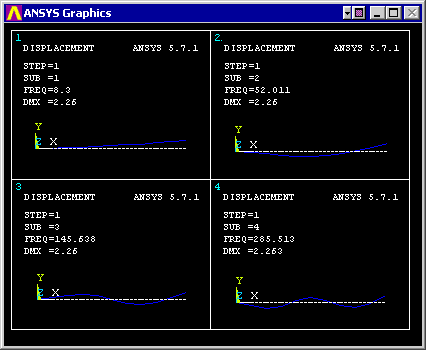 ANSYS Graphics
1
DISPLACEMENT ANSYS 5.7.1
STEP=1
SUB =1
FREQ=8.3
DMX =2.26
Y
Z X
2
DISPLACEMENT ANSYS 5.7.1
STEP=1
SUB =2
FREQ=52.011
DMX =2.26
Y
Z X
3
DISPLACEMENT ANSYS 5.7.1
STEP=1
SUB =3
FREQ=145.638
DMX =2.26
Y
Z X
4
DISPLACEMENT ANSYS 5.7.1
STEP=1
SUB =4
FREQ=285.513
DMX =2.263
Y
Z X